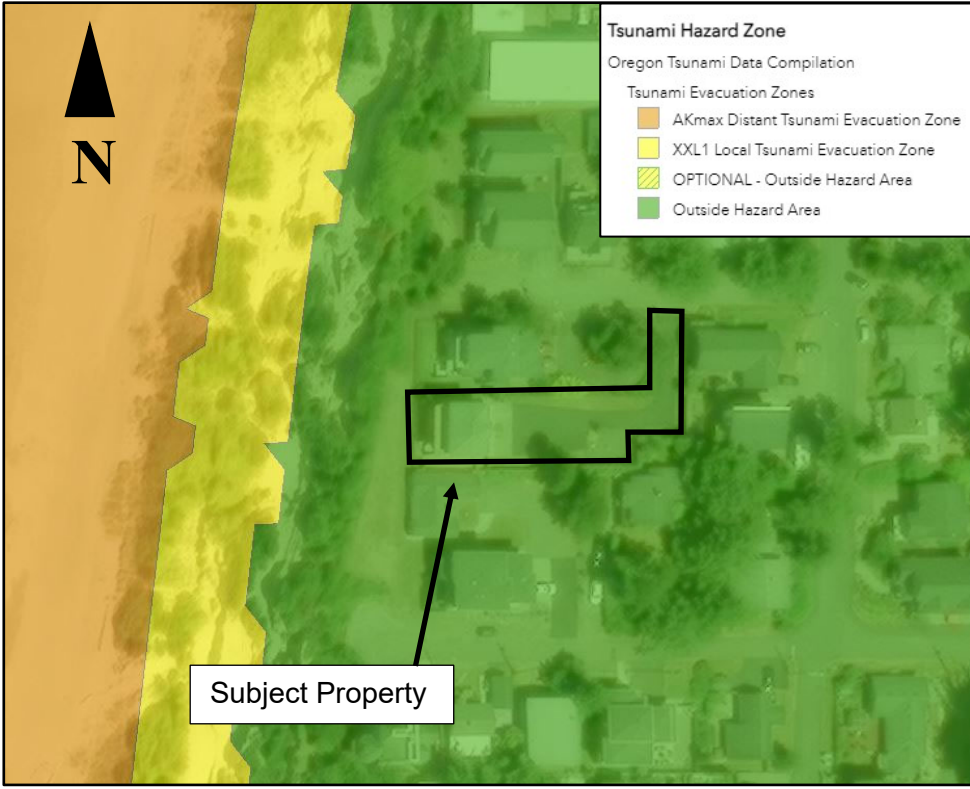 N
Tsunami Hazard Zone
Oregon Tsunami Data Compilation
Tsunami Evacuation Zones
AKmax Distant Tsunami Evacuation Zone
XXL1 Local Tsunami Evacuation Zone
OPTIONAL - Outside Hazard Area
Outside Hazard Area
Subject Property